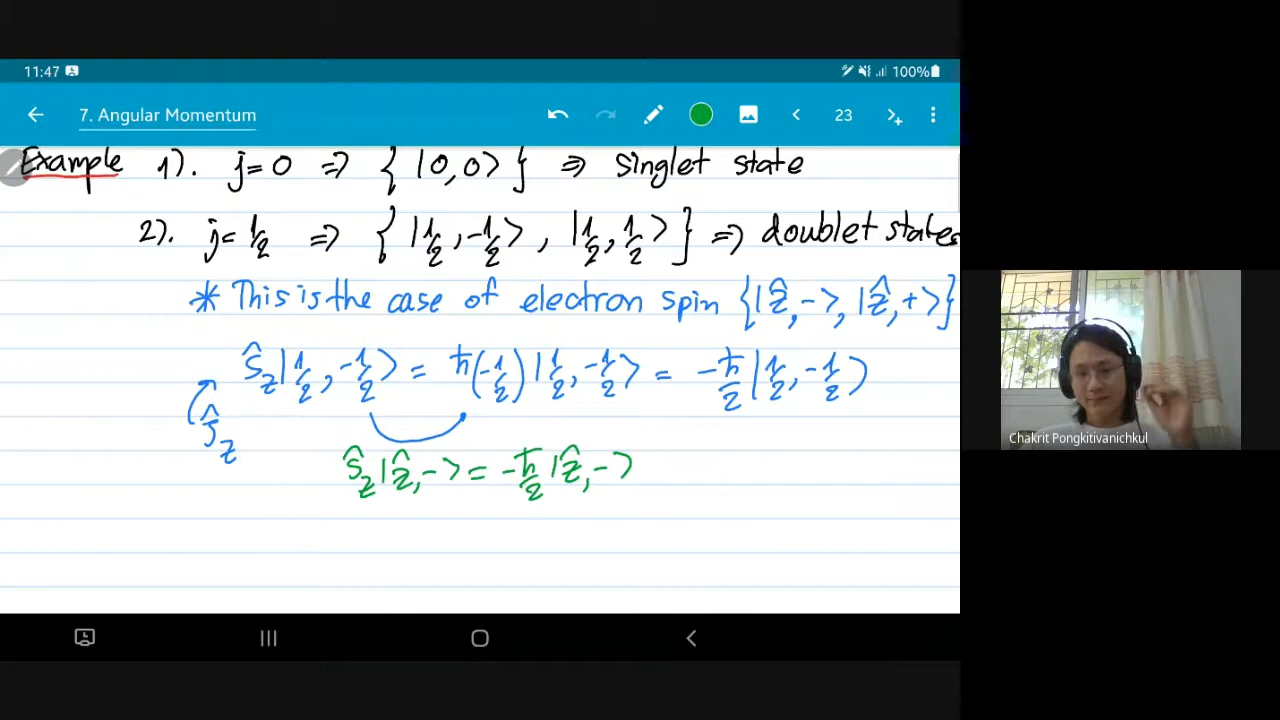 11:47 100%
7. Angular Momentum 23
Example 1). j=0 ⇒ { |0,0> } ⇒ singlet state
2). j=1/2 ⇒ { |1/2,-1/2> , |1/2,1/2> } ⇒ doublet states
* This is the case of electron spin {|ẑ,->, |ẑ,+>}
Ŝz|1/2,-1/2> = ħ(-1/2)|1/2,-1/2> = -ħ/2|1/2,-1/2>
Ĵz
Ŝz|ẑ,-> = -ħ/2|ẑ,->
Chakrit Pongkitivanichkul